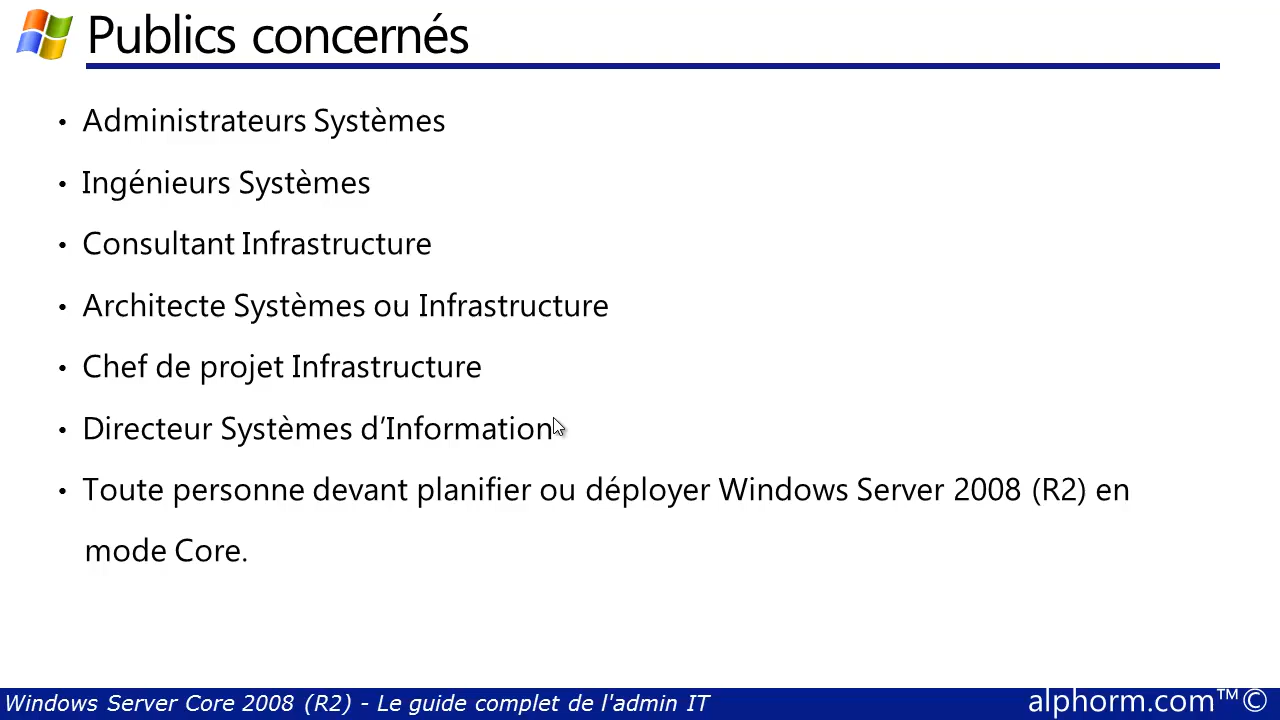 Publics concernés
• Administrateurs Systèmes
• Ingénieurs Systèmes
• Consultant Infrastructure
• Architecte Systèmes ou Infrastructure
• Chef de projet Infrastructure
• Directeur Systèmes d’Information
• Toute personne devant planifier ou déployer Windows Server 2008 (R2) en
mode Core.
Windows Server Core 2008 (R2) - Le guide complet de l'admin IT
alphorm.com™©